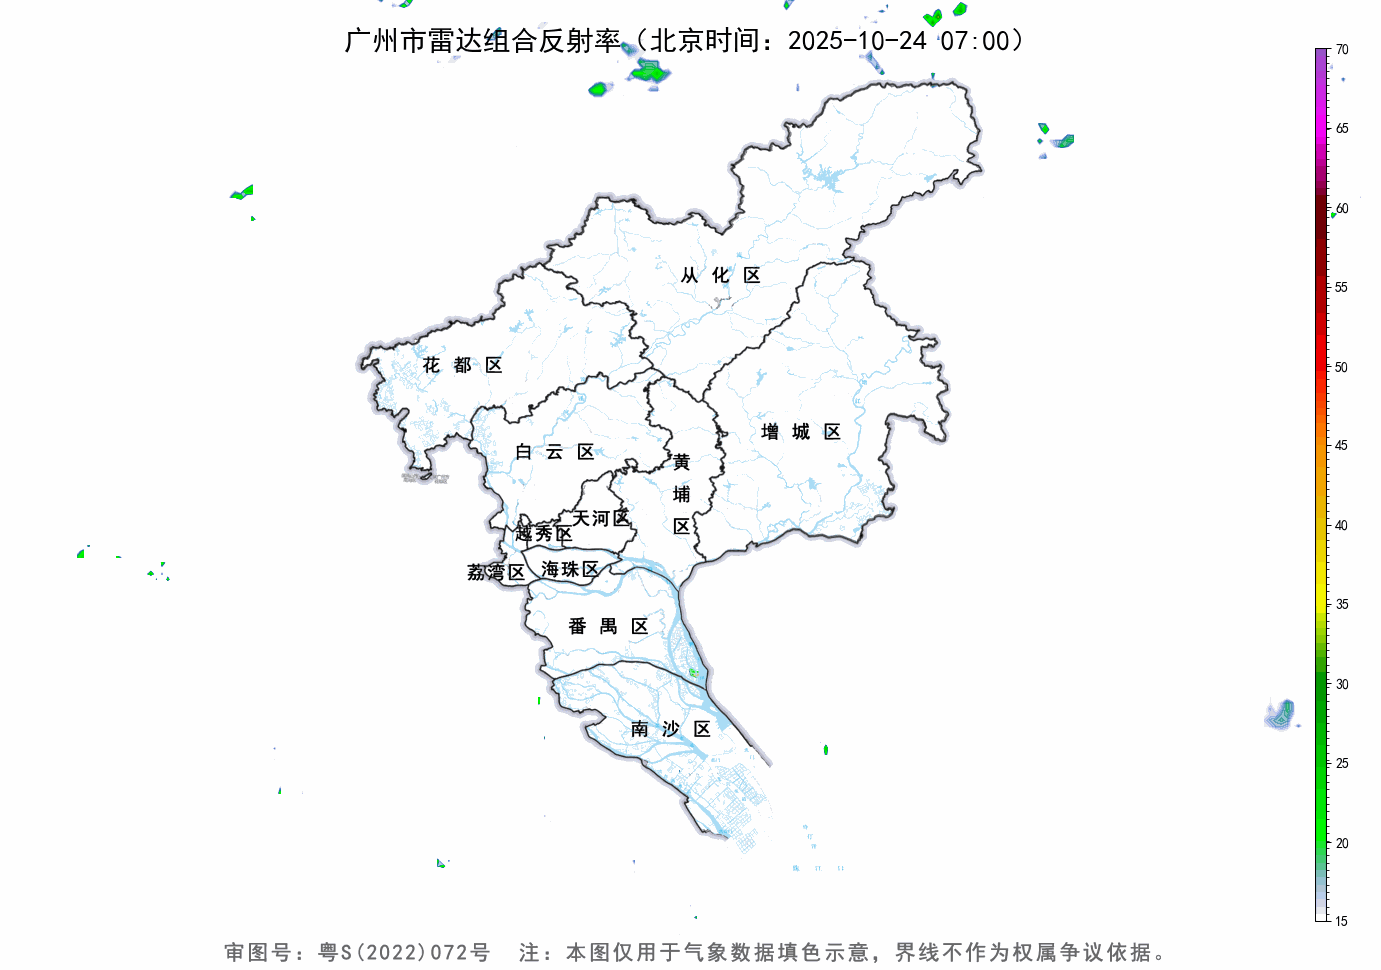 广州市雷达组合反射率（北京时间：2025-10-24 07:00）
70
65
60
55
50
45
40
35
30
25
20
15
从化区
花都区
增城区
白云区
黄埔区
天河区
越秀区
荔湾区
海珠区
番禺区
南沙区
审图号：粤S(2022)072号 注：本图仅用于气象数据填色示意，界线不作为权属争议依据。